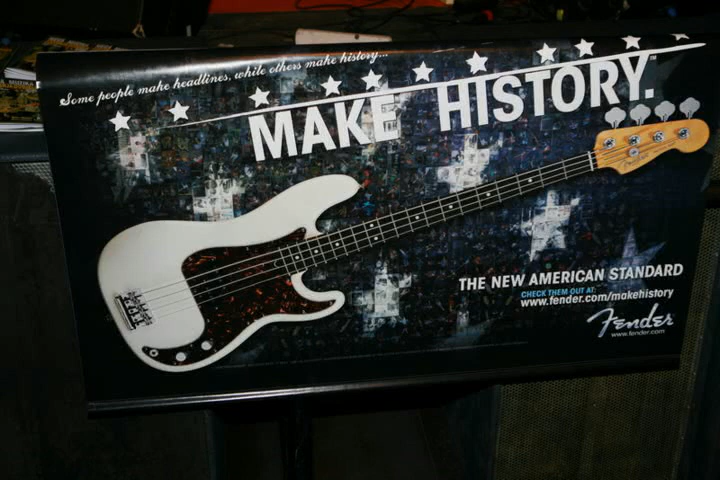 Some people make headlines, while others make history...
MAKE HISTORY.
THE NEW AMERICAN STANDARD
CHECK THEM OUT AT:
www.fender.com/makehistory
Fender
www.fender.com